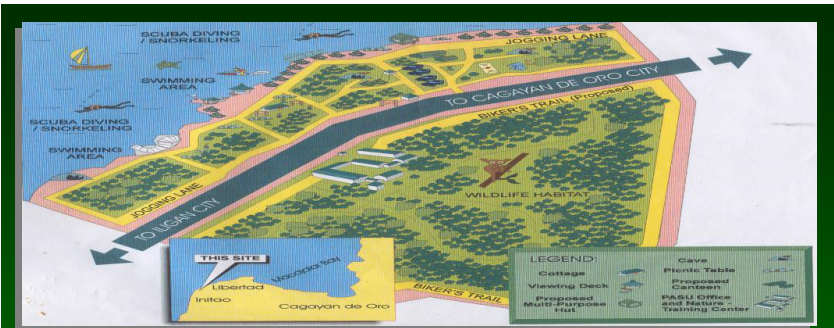 SCUBA DIVING
/ SNORKELING
JOGGING LANE
SWIMMING
AREA
TO CAGAYAN DE ORO CITY
SCUBA DIVING
/ SNORKELING
BIKER'S TRAIL (Proposed)
SWIMMING
AREA
JOGGING LANE
WILDLIFE HABITAT
TO ILIGAN CITY
THIS SITE
Macajalar Bay
Libertad
Initao
Cagayan de Oro
BIKER'S TRAIL
LEGEND:
Cottage
Viewing Deck
Proposed
Multi-Purpose
Hut
Cave
Picnic Table
Proposed
Canteen
PASU Office
and Nature
Training Center